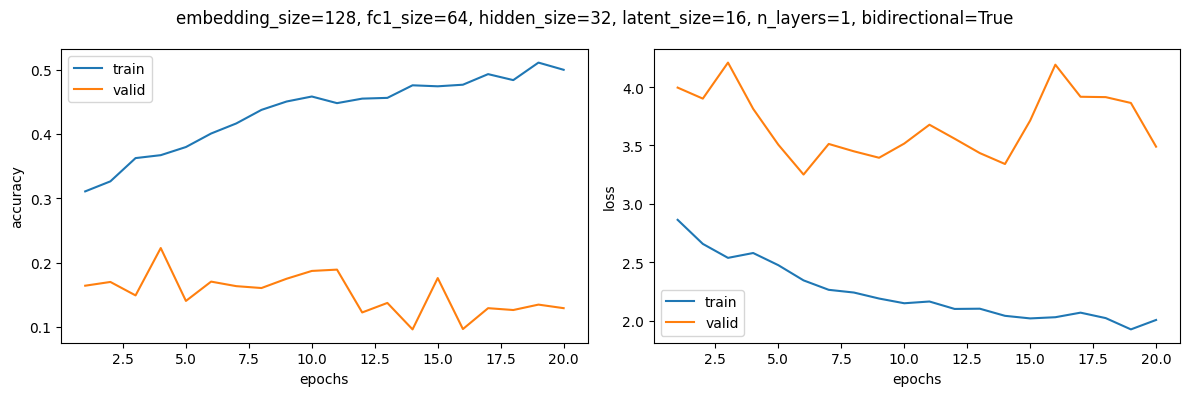 embedding_size=128, fc1_size=64, hidden_size=32, latent_size=16, n_layers=1, bidirectional=True
train
valid
0.5
0.4
0.3
0.2
0.1
accuracy
2.5 5.0 7.5 10.0 12.5 15.0 17.5 20.0
epochs
4.0
3.5
3.0
2.5
2.0
loss
train
valid
2.5 5.0 7.5 10.0 12.5 15.0 17.5 20.0
epochs